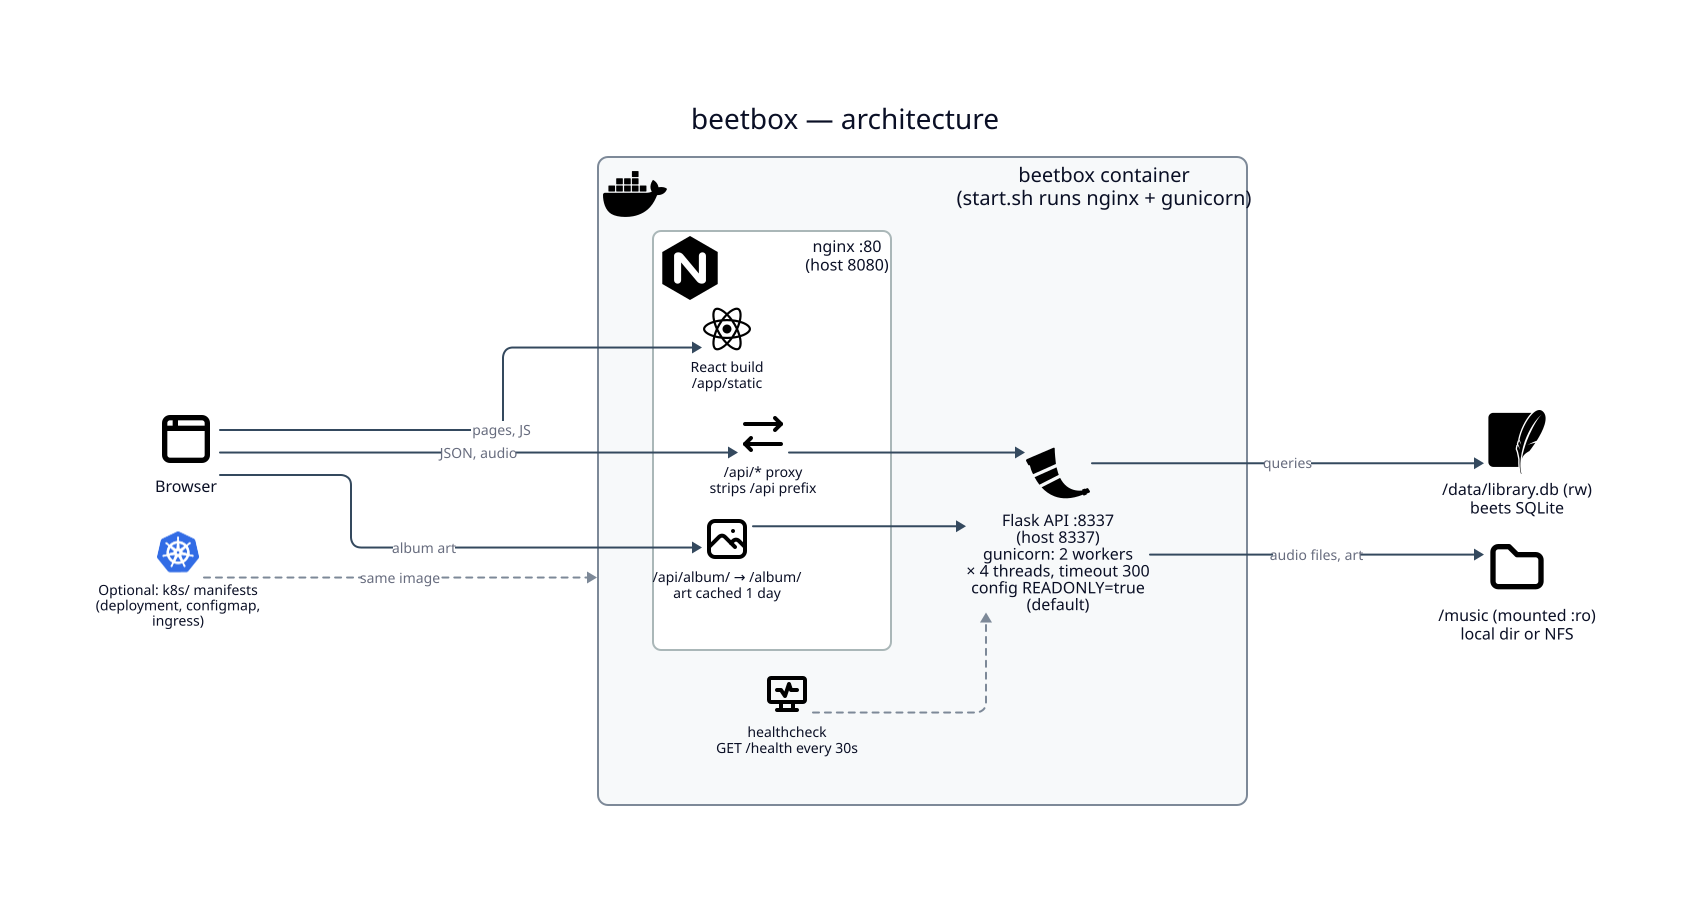 beetbox — architecture
beetbox container
(start.sh runs nginx + gunicorn)
nginx :80
(host 8080)
React build
/app/static
pages, JS
JSON, audio
Browser
/api/* proxy
strips /api prefix
album art
/api/album/ → /album/
art cached 1 day
same image
Optional: k8s/ manifests
(deployment, configmap,
ingress)
Flask API :8337
(host 8337)
gunicorn: 2 workers
× 4 threads, timeout 300
config READONLY=true
(default)
healthcheck
GET /health every 30s
queries
/data/library.db (rw)
beets SQLite
audio files, art
/music (mounted :ro)
local dir or NFS